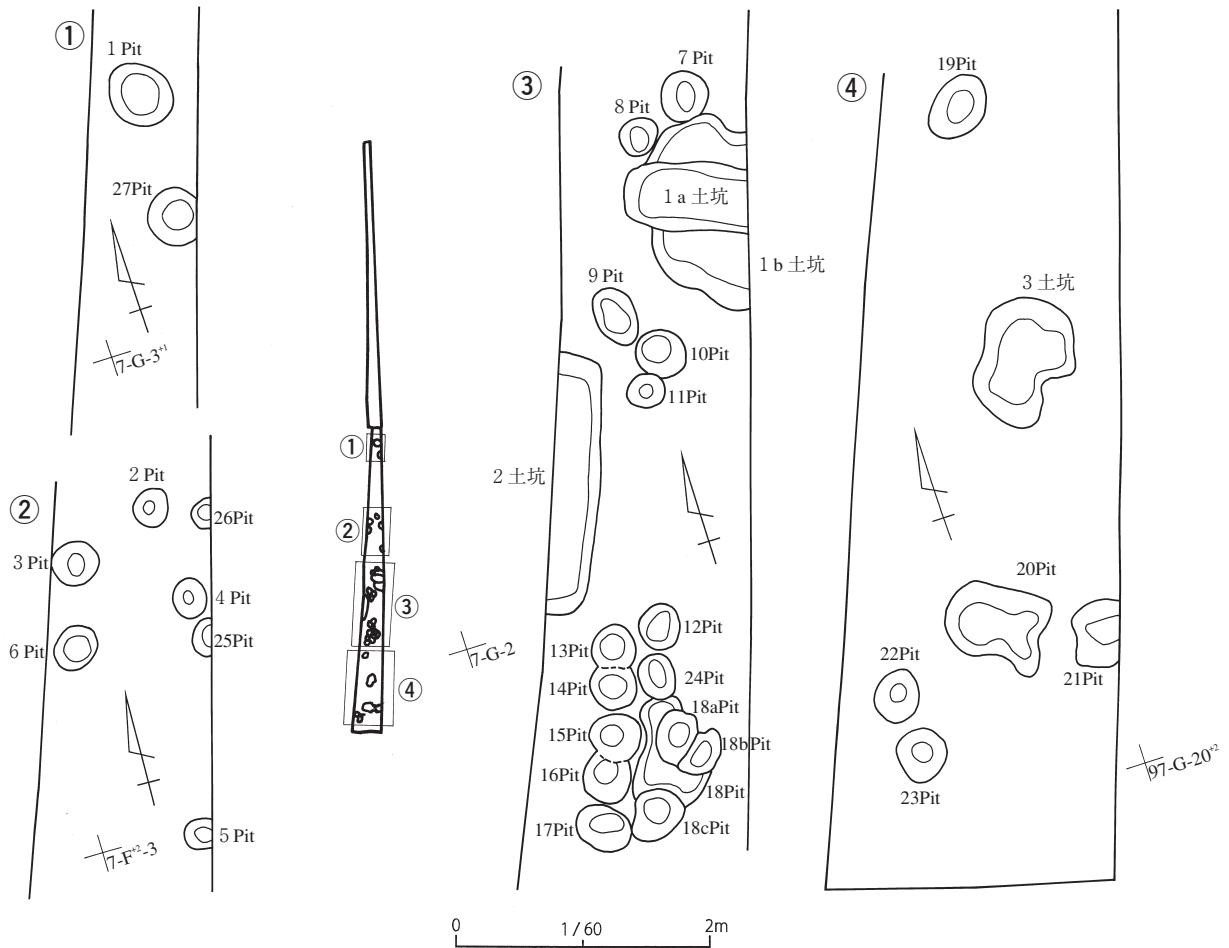 ①
1 Pit
27Pit
7-G-3⁺¹
②
2 Pit
26Pit
3 Pit
4 Pit
25Pit
6 Pit
5 Pit
7-F⁺²-3
①
②
③
④
③
7 Pit
8 Pit
1 a 土坑
1 b 土坑
9 Pit
10Pit
11Pit
2 土坑
7-G-2
12Pit
13Pit
14Pit
24Pit
18aPit
15Pit
18bPit
16Pit
18Pit
17Pit
18cPit
④
19Pit
3 土坑
20Pit
21Pit
22Pit
23Pit
97-G-20⁺²
0 1 / 60 2m